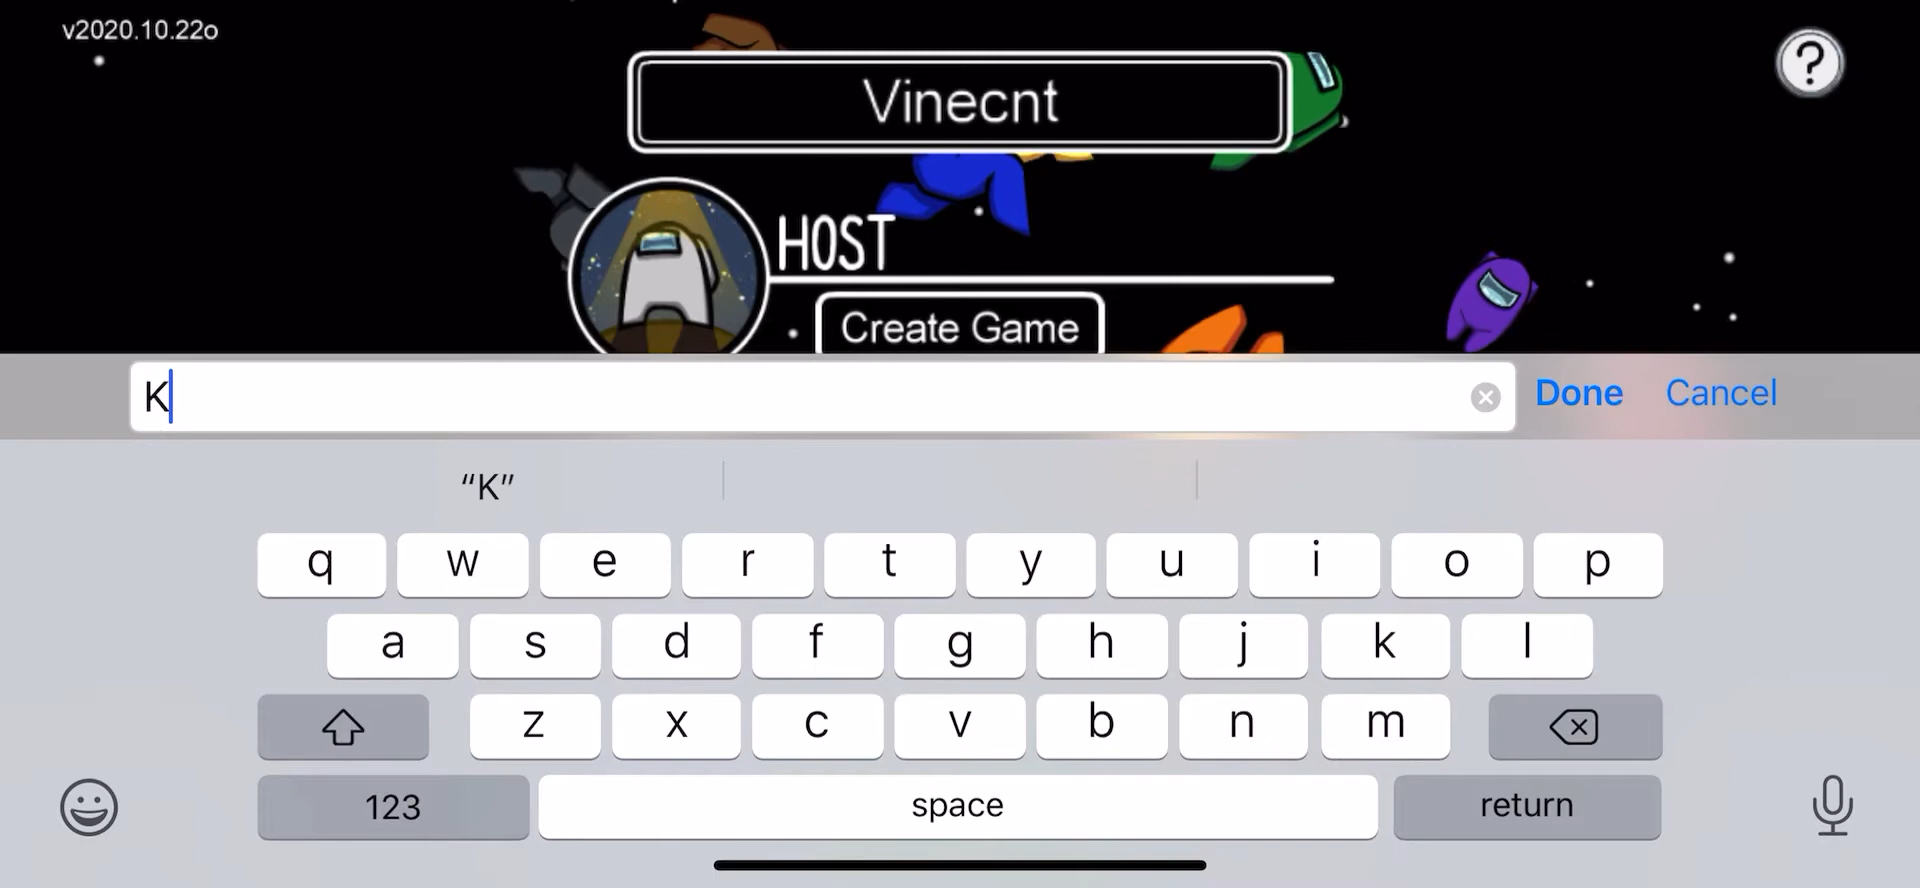 v2020.10.22o
?
Vinecnt
HOST
Create Game
K
Done Cancel
“K”
q w e r t y u i o p
a s d f g h j k l
z x c v b n m
123 space return